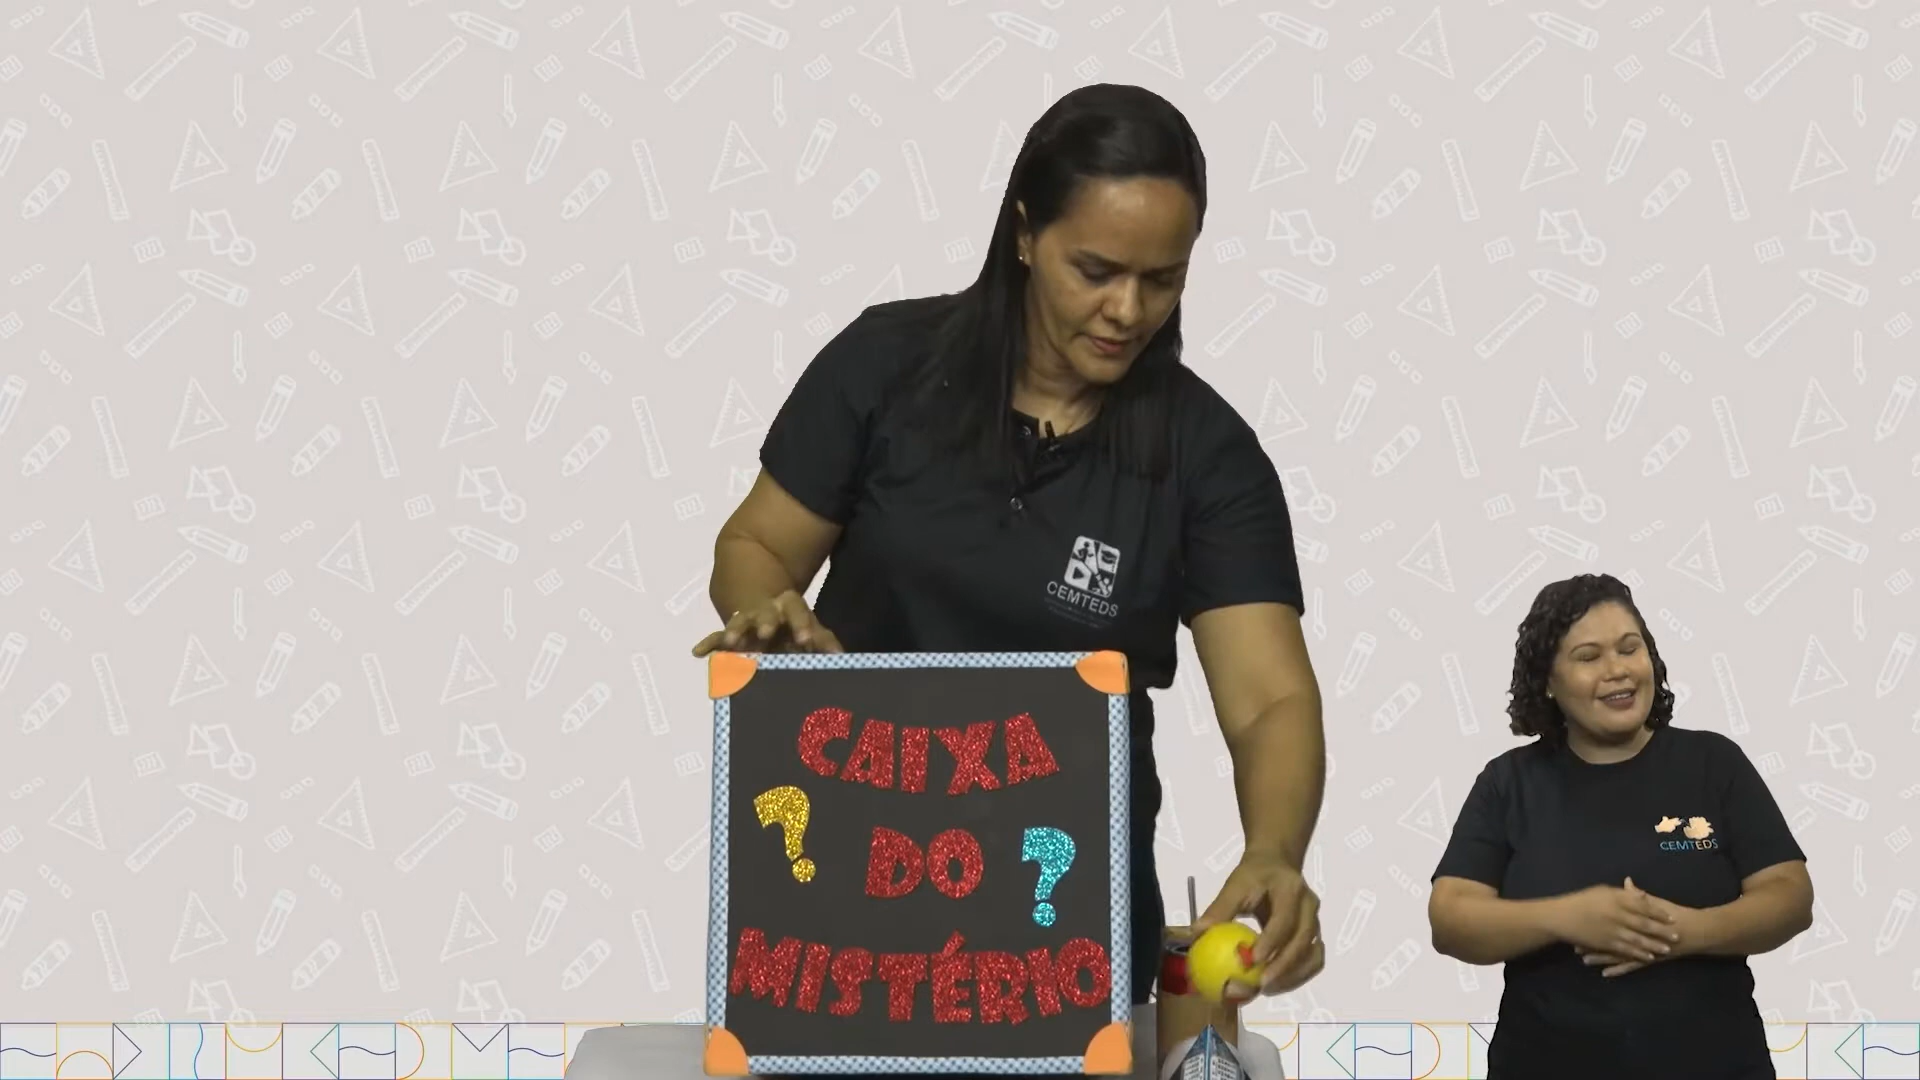 CEMTEDS
CAIXA
DO
MISTÉRIO
? ?
CEMTEDS